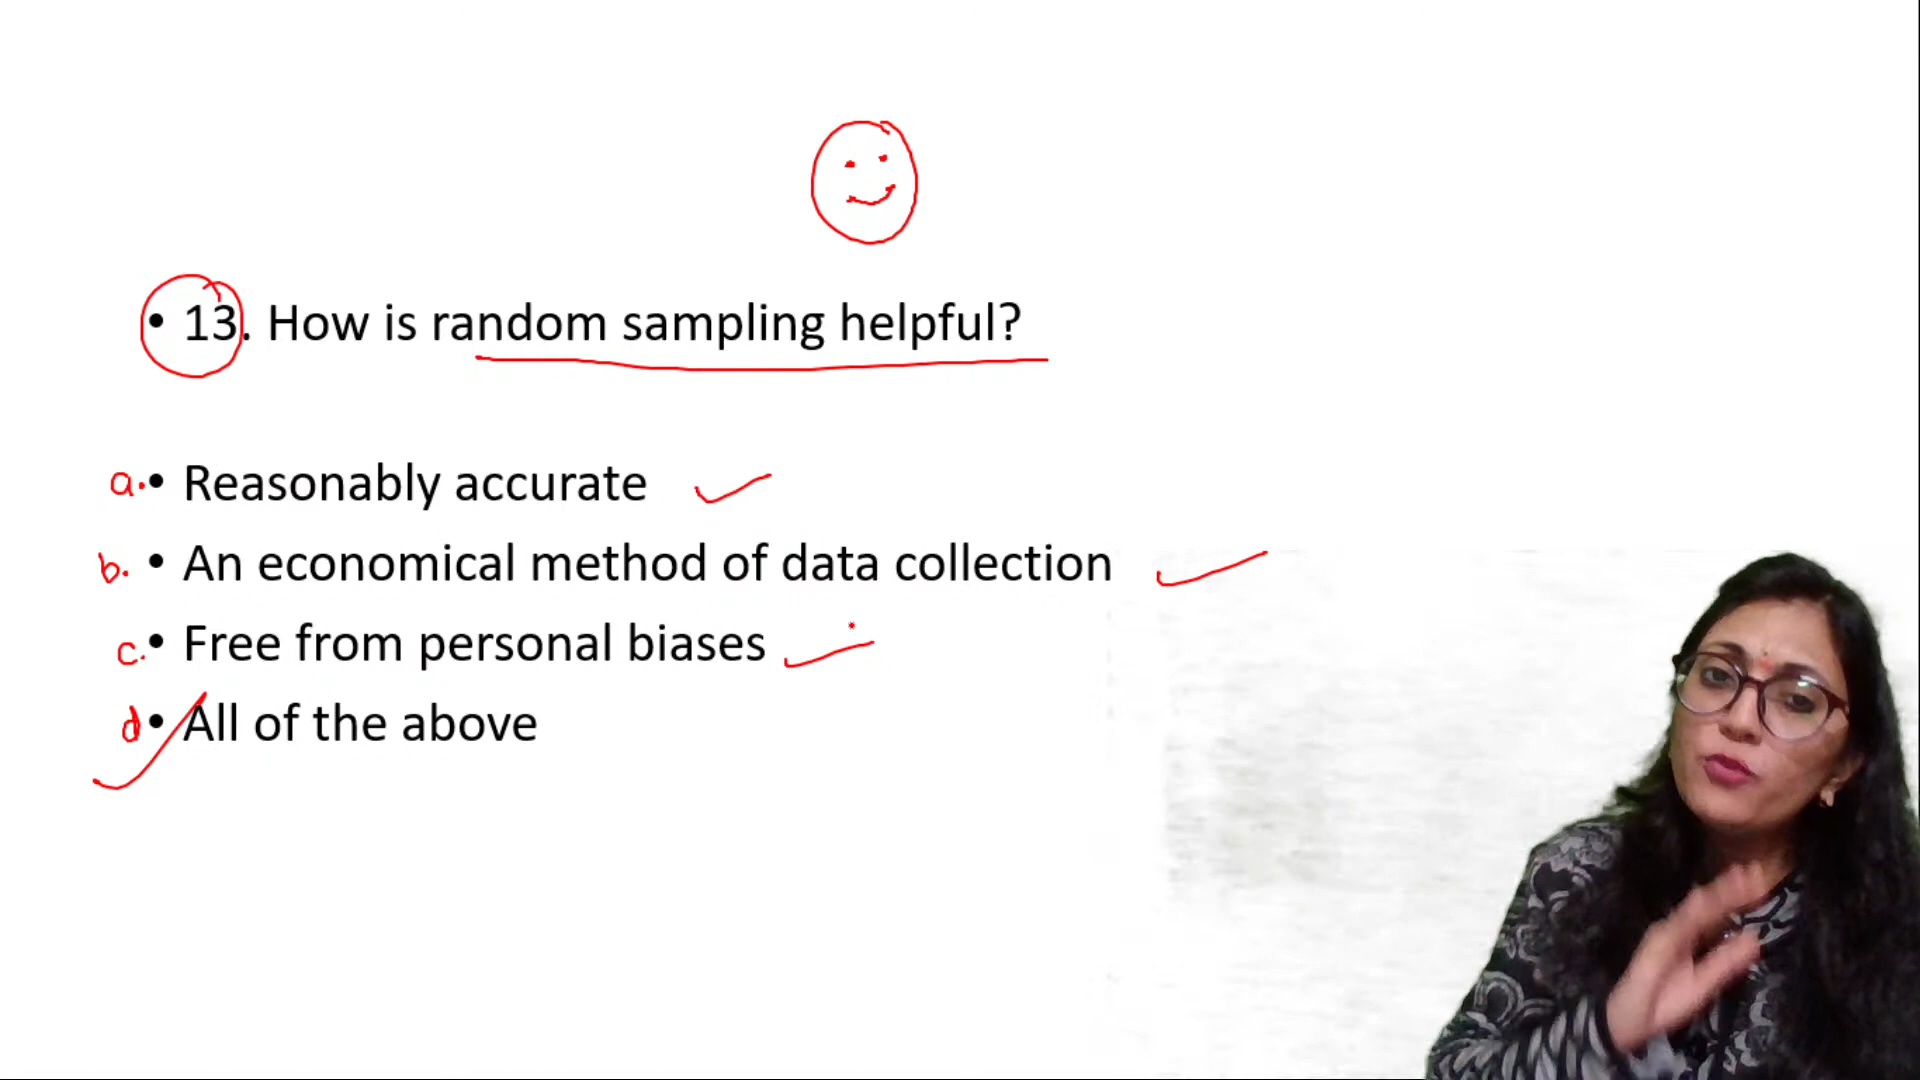 • 13. How is random sampling helpful?
a. • Reasonably accurate
b. • An economical method of data collection
c. • Free from personal biases
d • All of the above